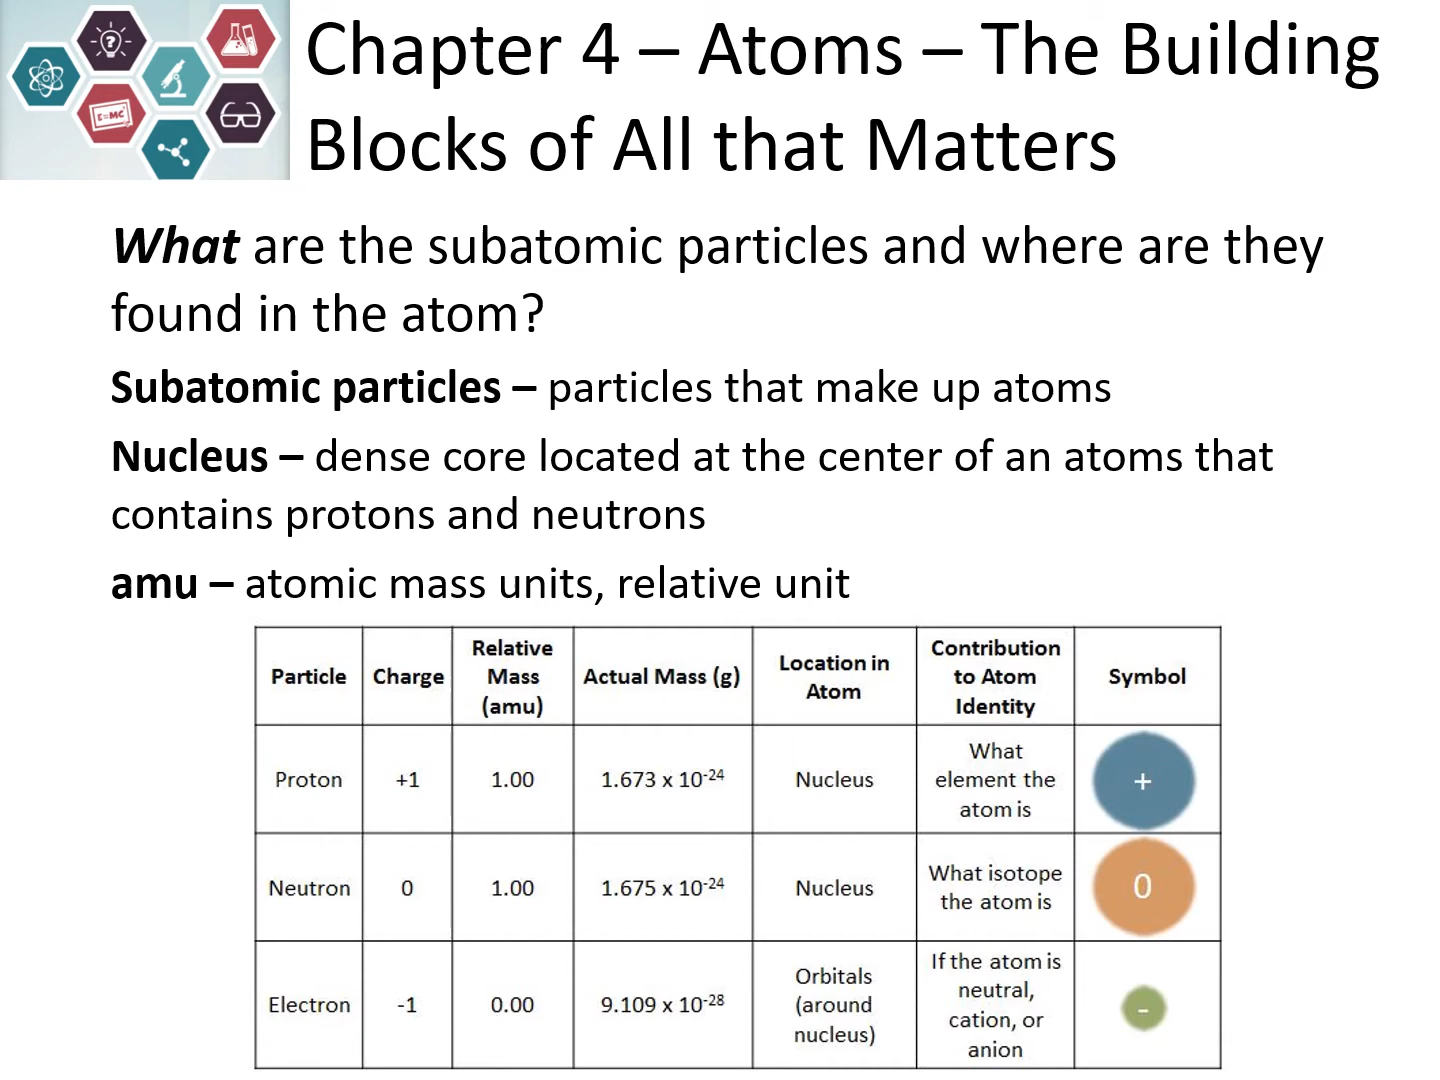 Chapter 4 – Atoms – The Building
Blocks of All that Matters
?
E=MC²
What are the subatomic particles and where are they
found in the atom?
Subatomic particles – particles that make up atoms
Nucleus – dense core located at the center of an atoms that
contains protons and neutrons
amu – atomic mass units, relative unit
Particle Charge Relative Mass (amu) Actual Mass (g) Location in Atom Contribution to Atom Identity Symbol
Proton +1 1.00 1.673 x 10⁻²⁴ Nucleus What element the atom is +
Neutron 0 1.00 1.675 x 10⁻²⁴ Nucleus What isotope the atom is 0
Electron -1 0.00 9.109 x 10⁻²⁸ Orbitals (around nucleus) If the atom is neutral, cation, or anion -